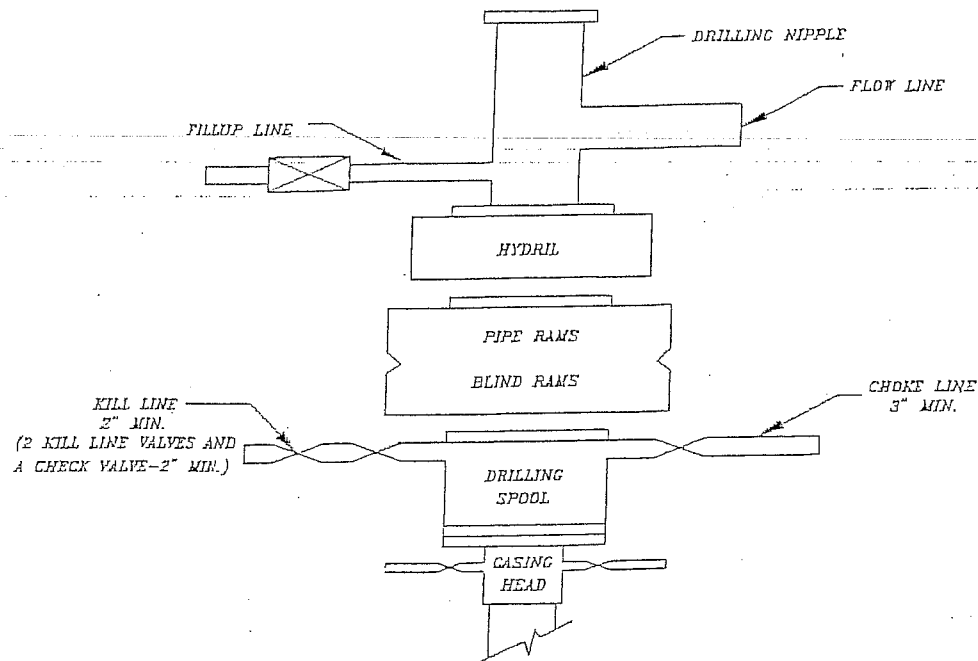 DRILLING NIPPLE
FLOW LINE
FILLUP LINE
HYDRIL
PIPE RAMS
BLIND RAMS
CHOKE LINE
3" MIN.
KILL LINE
2" MIN.
(2 KILL LINE VALVES AND
A CHECK VALVE-2" MIN.)
DRILLING
SPOOL
CASING
HEAD